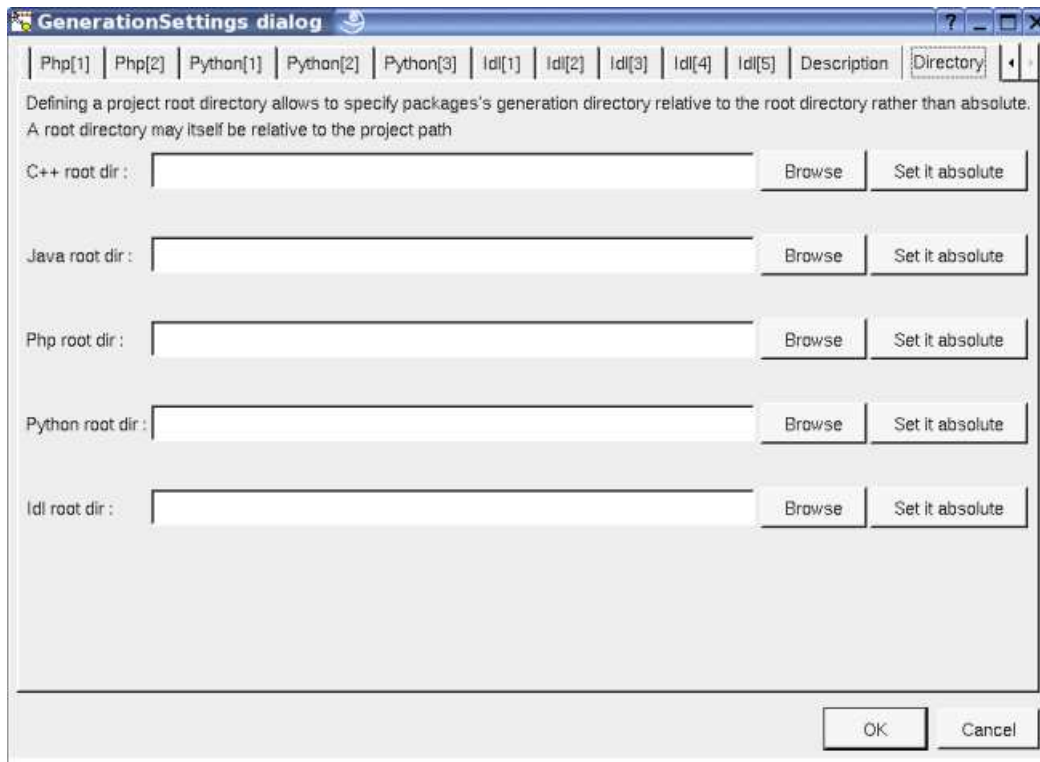 GenerationSettings dialog
Php[1] Php[2] Python[1] Python[2] Python[3] Idl[1] Idl[2] Idl[3] Idl[4] Idl[5] Description Directory
Defining a project root directory allows to specify packages's generation directory relative to the root directory rather than absolute.
A root directory may itself be relative to the project path
C++ root dir : Browse Set it absolute
Java root dir : Browse Set it absolute
Php root dir : Browse Set it absolute
Python root dir : Browse Set it absolute
Idl root dir : Browse Set it absolute
OK Cancel